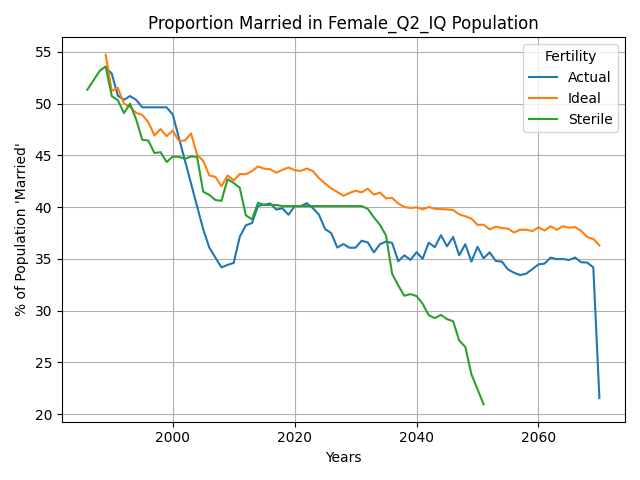 Proportion Married in Female_Q2_IQ Population
% of Population 'Married'
55
50
45
40
35
30
25
20
Fertility
Actual
Ideal
Sterile
2000
2020
2040
2060
Years